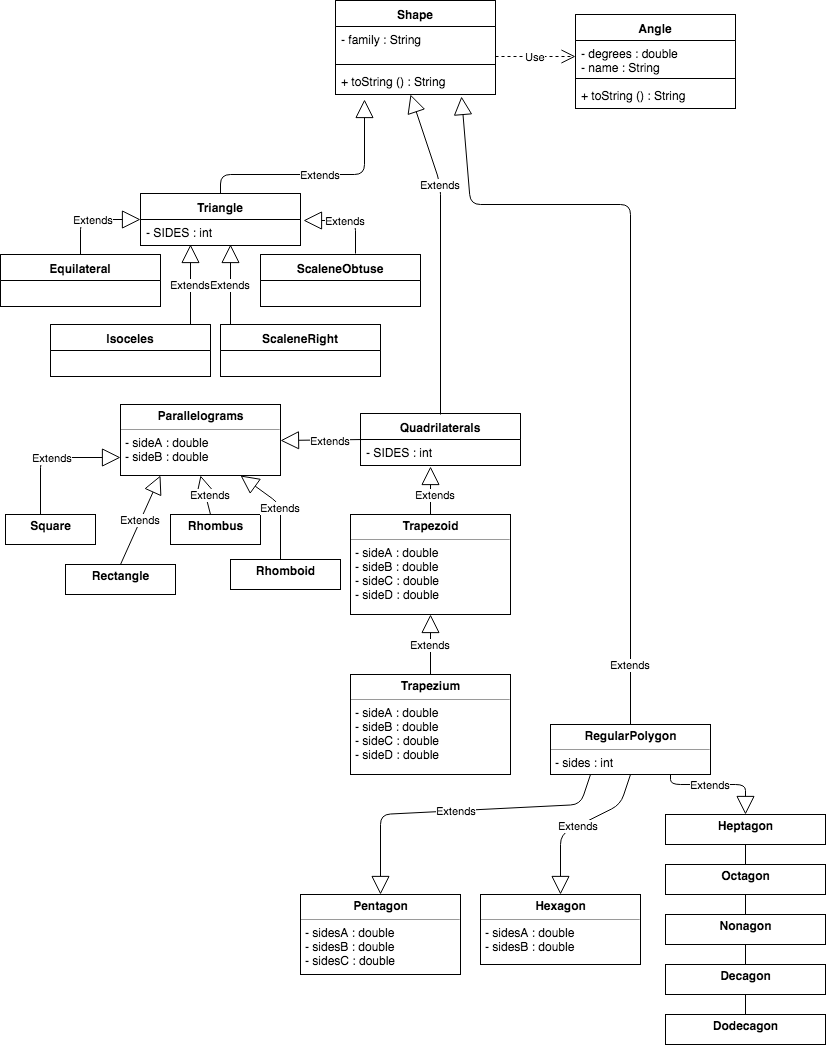 Shape
- family : String
+ toString () : String
Use
Angle
- degrees : double
- name : String
+ toString () : String
Extends
Extends
Triangle
- SIDES : int
Extends
Extends
Equilateral
ScaleneObtuse
Extends
Extends
Isoceles
ScaleneRight
Parallelograms
- sideA : double
- sideB : double
Extends
Quadrilaterals
- SIDES : int
Extends
Extends
Extends
Extends
Square
Rhombus
Rectangle
Rhomboid
Extends
Trapezoid
- sideA : double
- sideB : double
- sideC : double
- sideD : double
Extends
Trapezium
- sideA : double
- sideB : double
- sideC : double
- sideD : double
Extends
RegularPolygon
- sides : int
Extends
Extends
Extends
Pentagon
- sidesA : double
- sidesB : double
- sidesC : double
Hexagon
- sidesA : double
- sidesB : double
Heptagon
Octagon
Nonagon
Decagon
Dodecagon